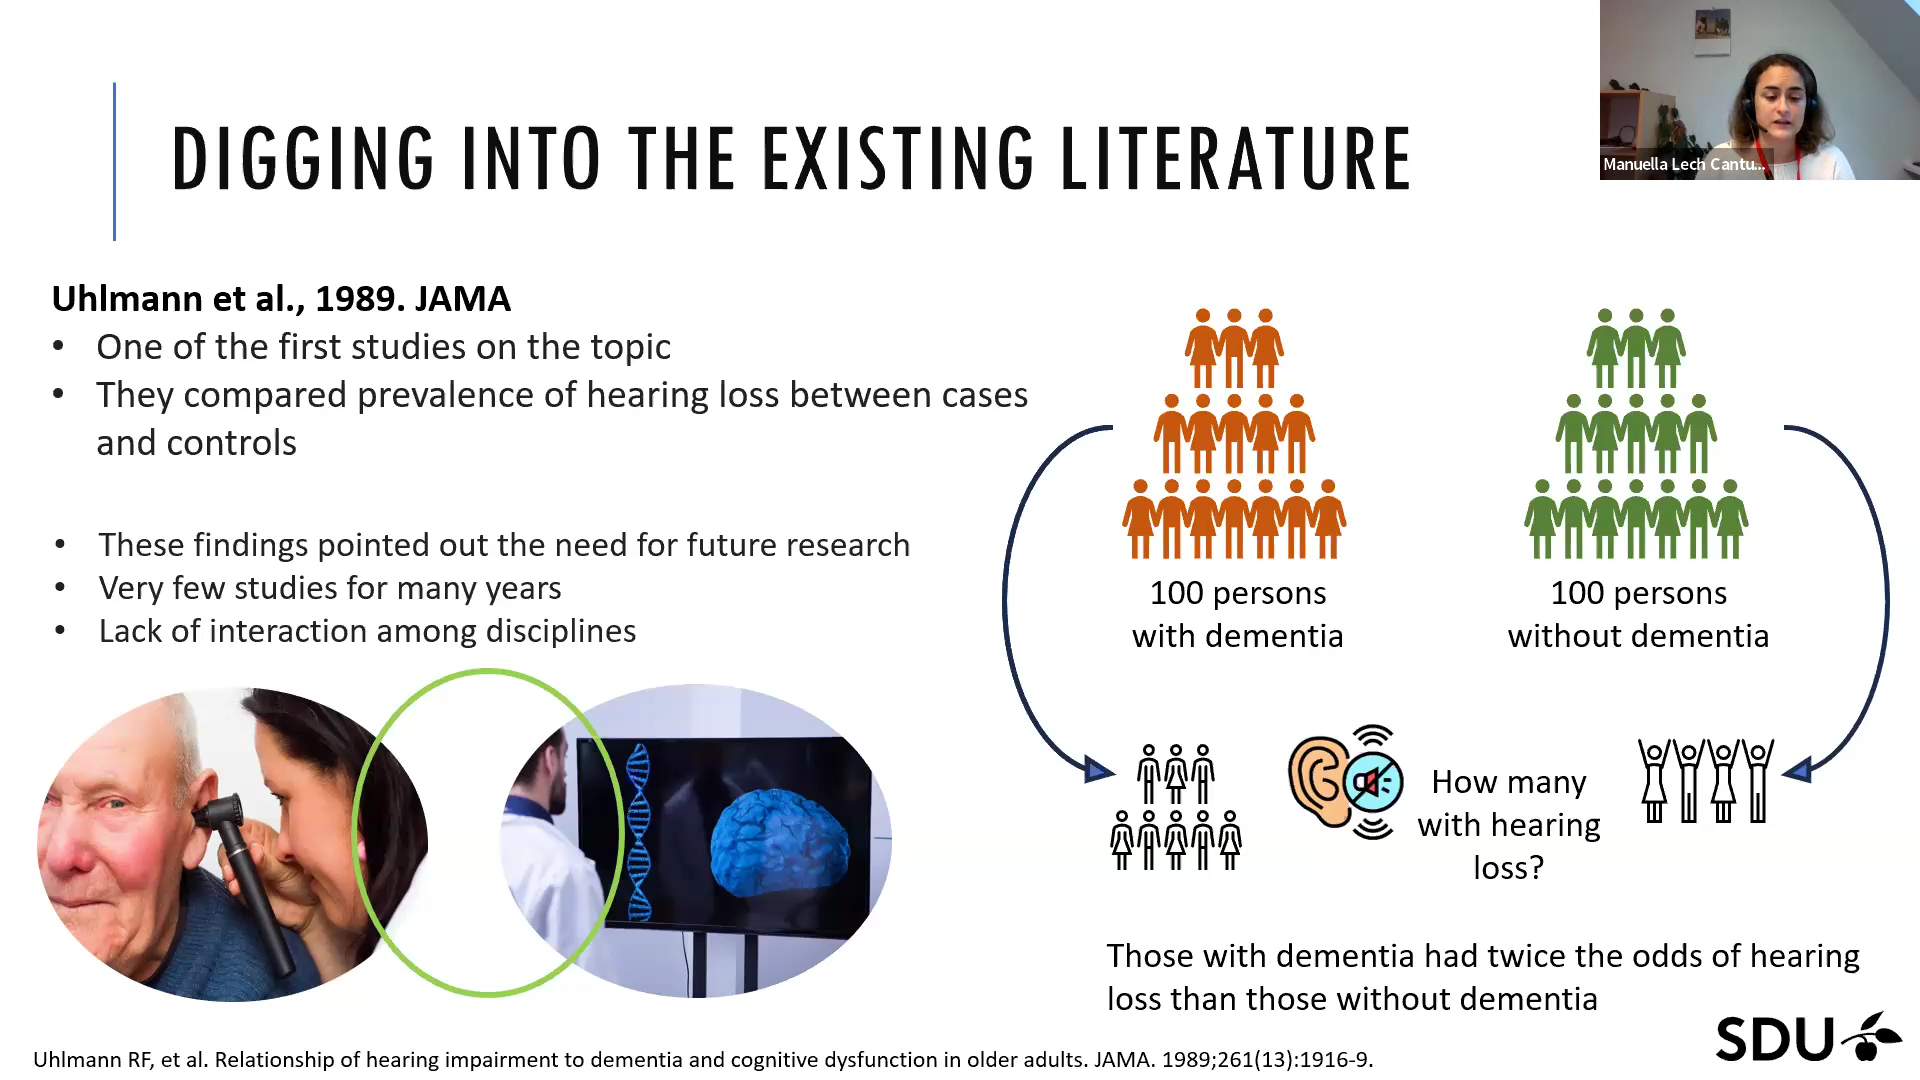 DIGGING INTO THE EXISTING LITERATURE
Manuella Lech Cantu...
Uhlmann et al., 1989. JAMA
• One of the first studies on the topic
• They compared prevalence of hearing loss between cases
and controls
• These findings pointed out the need for future research
• Very few studies for many years
• Lack of interaction among disciplines
100 persons
with dementia
100 persons
without dementia
How many
with hearing
loss?
Those with dementia had twice the odds of hearing
loss than those without dementia
SDU
Uhlmann RF, et al. Relationship of hearing impairment to dementia and cognitive dysfunction in older adults. JAMA. 1989;261(13):1916-9.